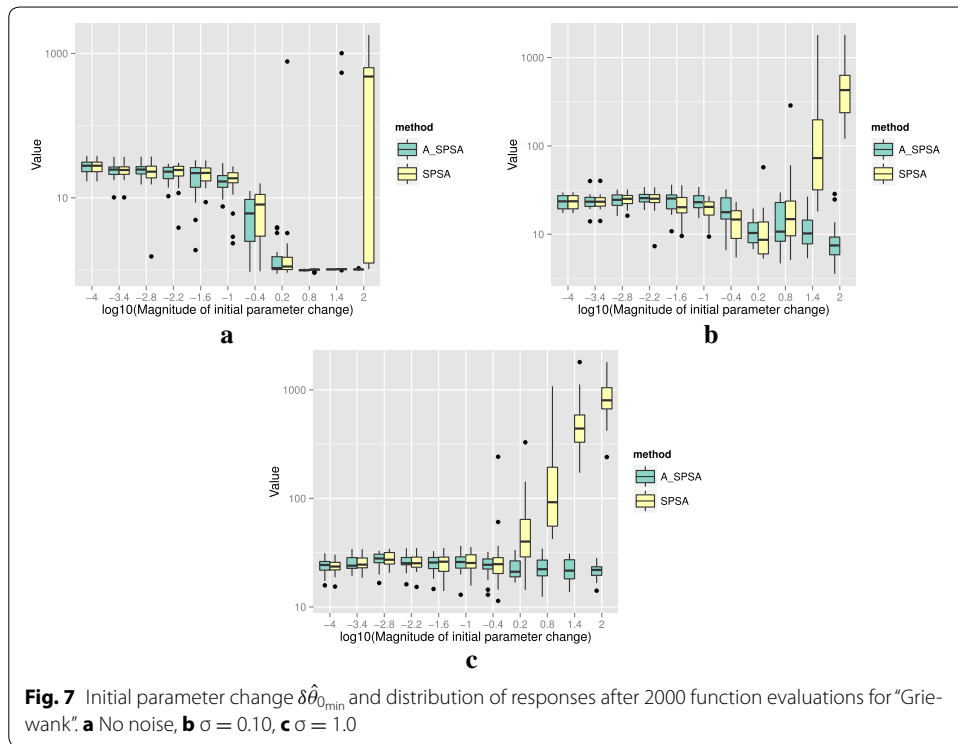 1000
10
Value
−4 −3.4 −2.8 −2.2 −1.6 −1 −0.4 0.2 0.8 1.4 2
log10(Magnitude of initial parameter change)
method
A_SPSA
SPSA
a
1000
100
10
Value
−4 −3.4 −2.8 −2.2 −1.6 −1 −0.4 0.2 0.8 1.4 2
log10(Magnitude of initial parameter change)
method
A_SPSA
SPSA
b
1000
100
10
Value
−4 −3.4 −2.8 −2.2 −1.6 −1 −0.4 0.2 0.8 1.4 2
log10(Magnitude of initial parameter change)
method
A_SPSA
SPSA
c
Fig. 7 Initial parameter change δθ̂₀ₘᵢₙ and distribution of responses after 2000 function evaluations for “Grie-
wank”. a No noise, b σ = 0.10, c σ = 1.0